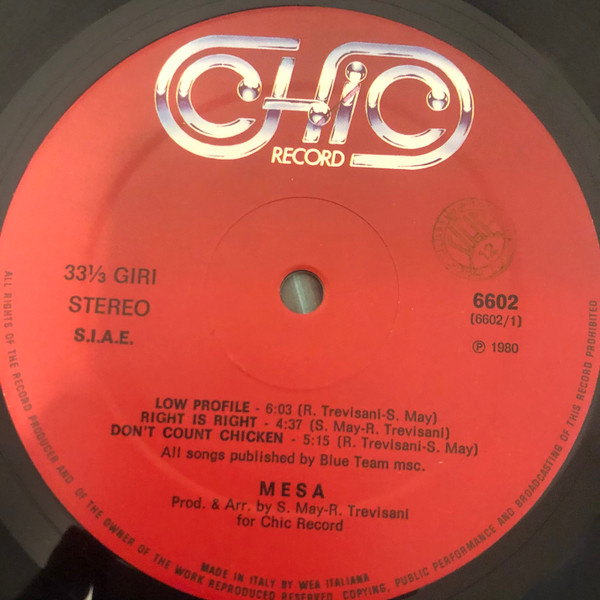 CHIC
RECORD
33⅓ GIRI
STEREO
S.I.A.E.
6602
(6602/1)
Ⓟ 1980
LOW PROFILE - 6:03 (R. Trevisani-S. May)
RIGHT IS RIGHT - 4:37 (S. May-R. Trevisani)
DON'T COUNT CHICKEN - 5:15 (R. Trevisani-S. May)
All songs published by Blue Team msc.
MESA
Prod. & Arr. by S. May-R. Trevisani
for Chic Record
MADE IN ITALY BY WEA ITALIANA
ALL RIGHTS OF THE RECORD PRODUCER AND OF THE OWNER OF THE WORK REPRODUCED RESERVED. COPYING, PUBLIC PERFORMANCE AND BROADCASTING OF THIS RECORD PROHIBITED